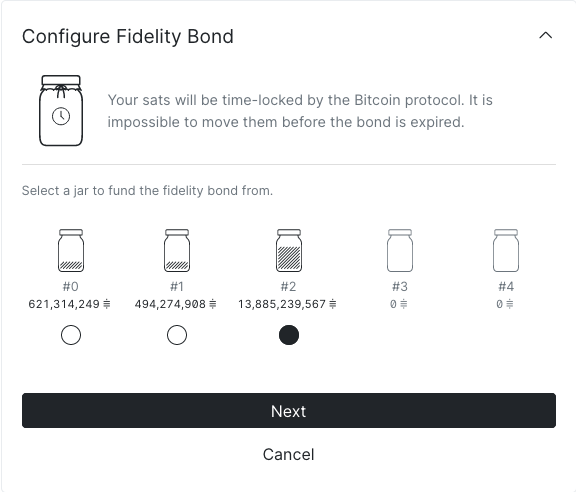 Configure Fidelity Bond
Your sats will be time-locked by the Bitcoin protocol. It is
impossible to move them before the bond is expired.
Select a jar to fund the fidelity bond from.
#0 #1 #2 #3 #4
621,314,249 494,274,908 13,885,239,567 0 0
Next
Cancel